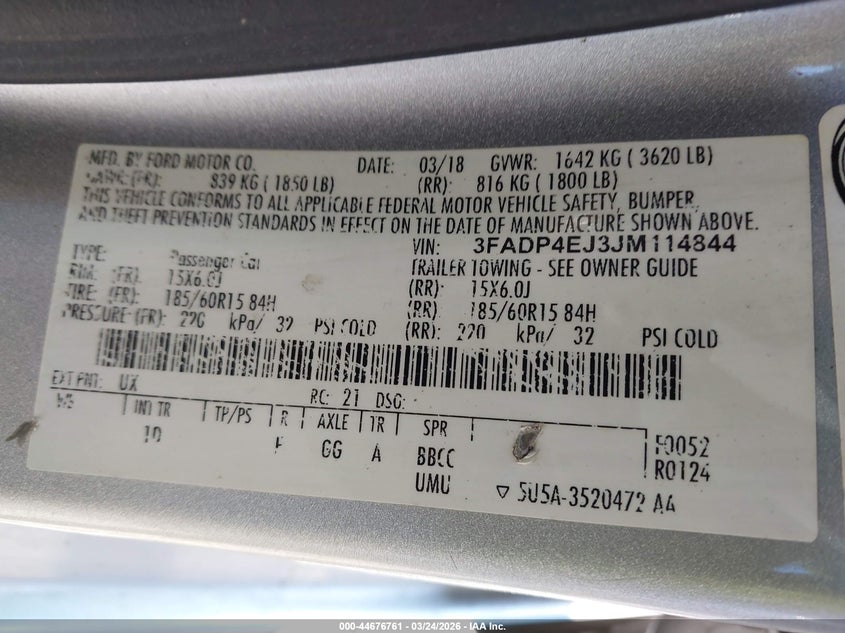 MFD. BY FORD MOTOR CO. DATE: 03/18 GVWR: 1642 KG ( 3620 LB)
GAWR: (FR): 839 KG ( 1850 LB) (RR): 816 KG ( 1800 LB)
THIS VEHICLE CONFORMS TO ALL APPLICABLE FEDERAL MOTOR VEHICLE SAFETY, BUMPER,
AND THEFT PREVENTION STANDARDS IN EFFECT ON THE DATE OF MANUFACTURE SHOWN ABOVE.
VIN: 3FADP4EJ3JM114844
TYPE: Passenger Car TRAILER TOWING - SEE OWNER GUIDE
RIM: (FR): 15X6.0J (RR): 15X6.0J
TIRE: (FR): 185/60R15 84H (RR) 185/60R15 84H
PRESSURE: (FR): 220 kPa/ 32 PSI COLD (RR): 220 kPa/ 32 PSI COLD
EXT PNT: UX RC: 21 DSO:
WB INT TR TP/PS R AXLE TR SPR
10 F GG A BBCC F0052
UMU R0124
5U5A-3520472 A4
000-44676761 - 03/24/2026 - IAA Inc.